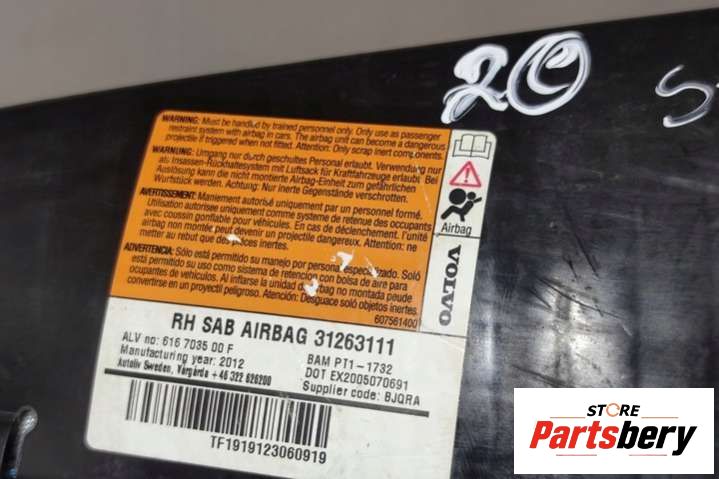 20
S
WARNING: Must be handled by trained personnel only. Only use as passenger
restraint system with airbag in cars. The airbag unit can become a dangerous
projectile if triggered when not fitted. Attention: Only scrap inert components.
WARNUNG: Umgang nur durch geschultes Personal erlaubt. Verwendung nur
als Insassen-Rückhaltesystem mit Luftsack für Kraftfahrzeuge erlaubt. Bei
Auslösung kann die nicht montierte Airbag-Einheit zum gefährlichen
Wurfstück werden. Achtung: Nur inerte Gegenstände verschrotten.
AVERTISSEMENT: Maniement autorisé uniquement par un personnel formé.
Utilisation autorisée uniquement comme système de retenue des occupants
avec coussin gonflable pour véhicules. En cas de déclenchement, l'unité
airbag non montée peut devenir un projectile dangereux. Attention: ne
metter au rebut que des pièces inertes.
ADVERTENCIA: Sólo está permitido su manejo por personal especializado. Sólo
está permitido su uso como sistema de retención con bolsa de aire para
ocupantes de vehículos. Al inflarse la unidad de airbag no montada peude
convertirse en un proyectil peligroso. Atención: Desguace solo objetos inertes.
607561400
Airbag
VOLVO
RH SAB AIRBAG 31263111
ALV no: 616 7035 00 F
Manufacturing year: 2012
Autoliv Sweden, Vårgårda +46 322 626200
BAM PT1-1732
DOT EX2005070691
Supplier code: BJQRA
TF1919123060919
STORE
Partsbery